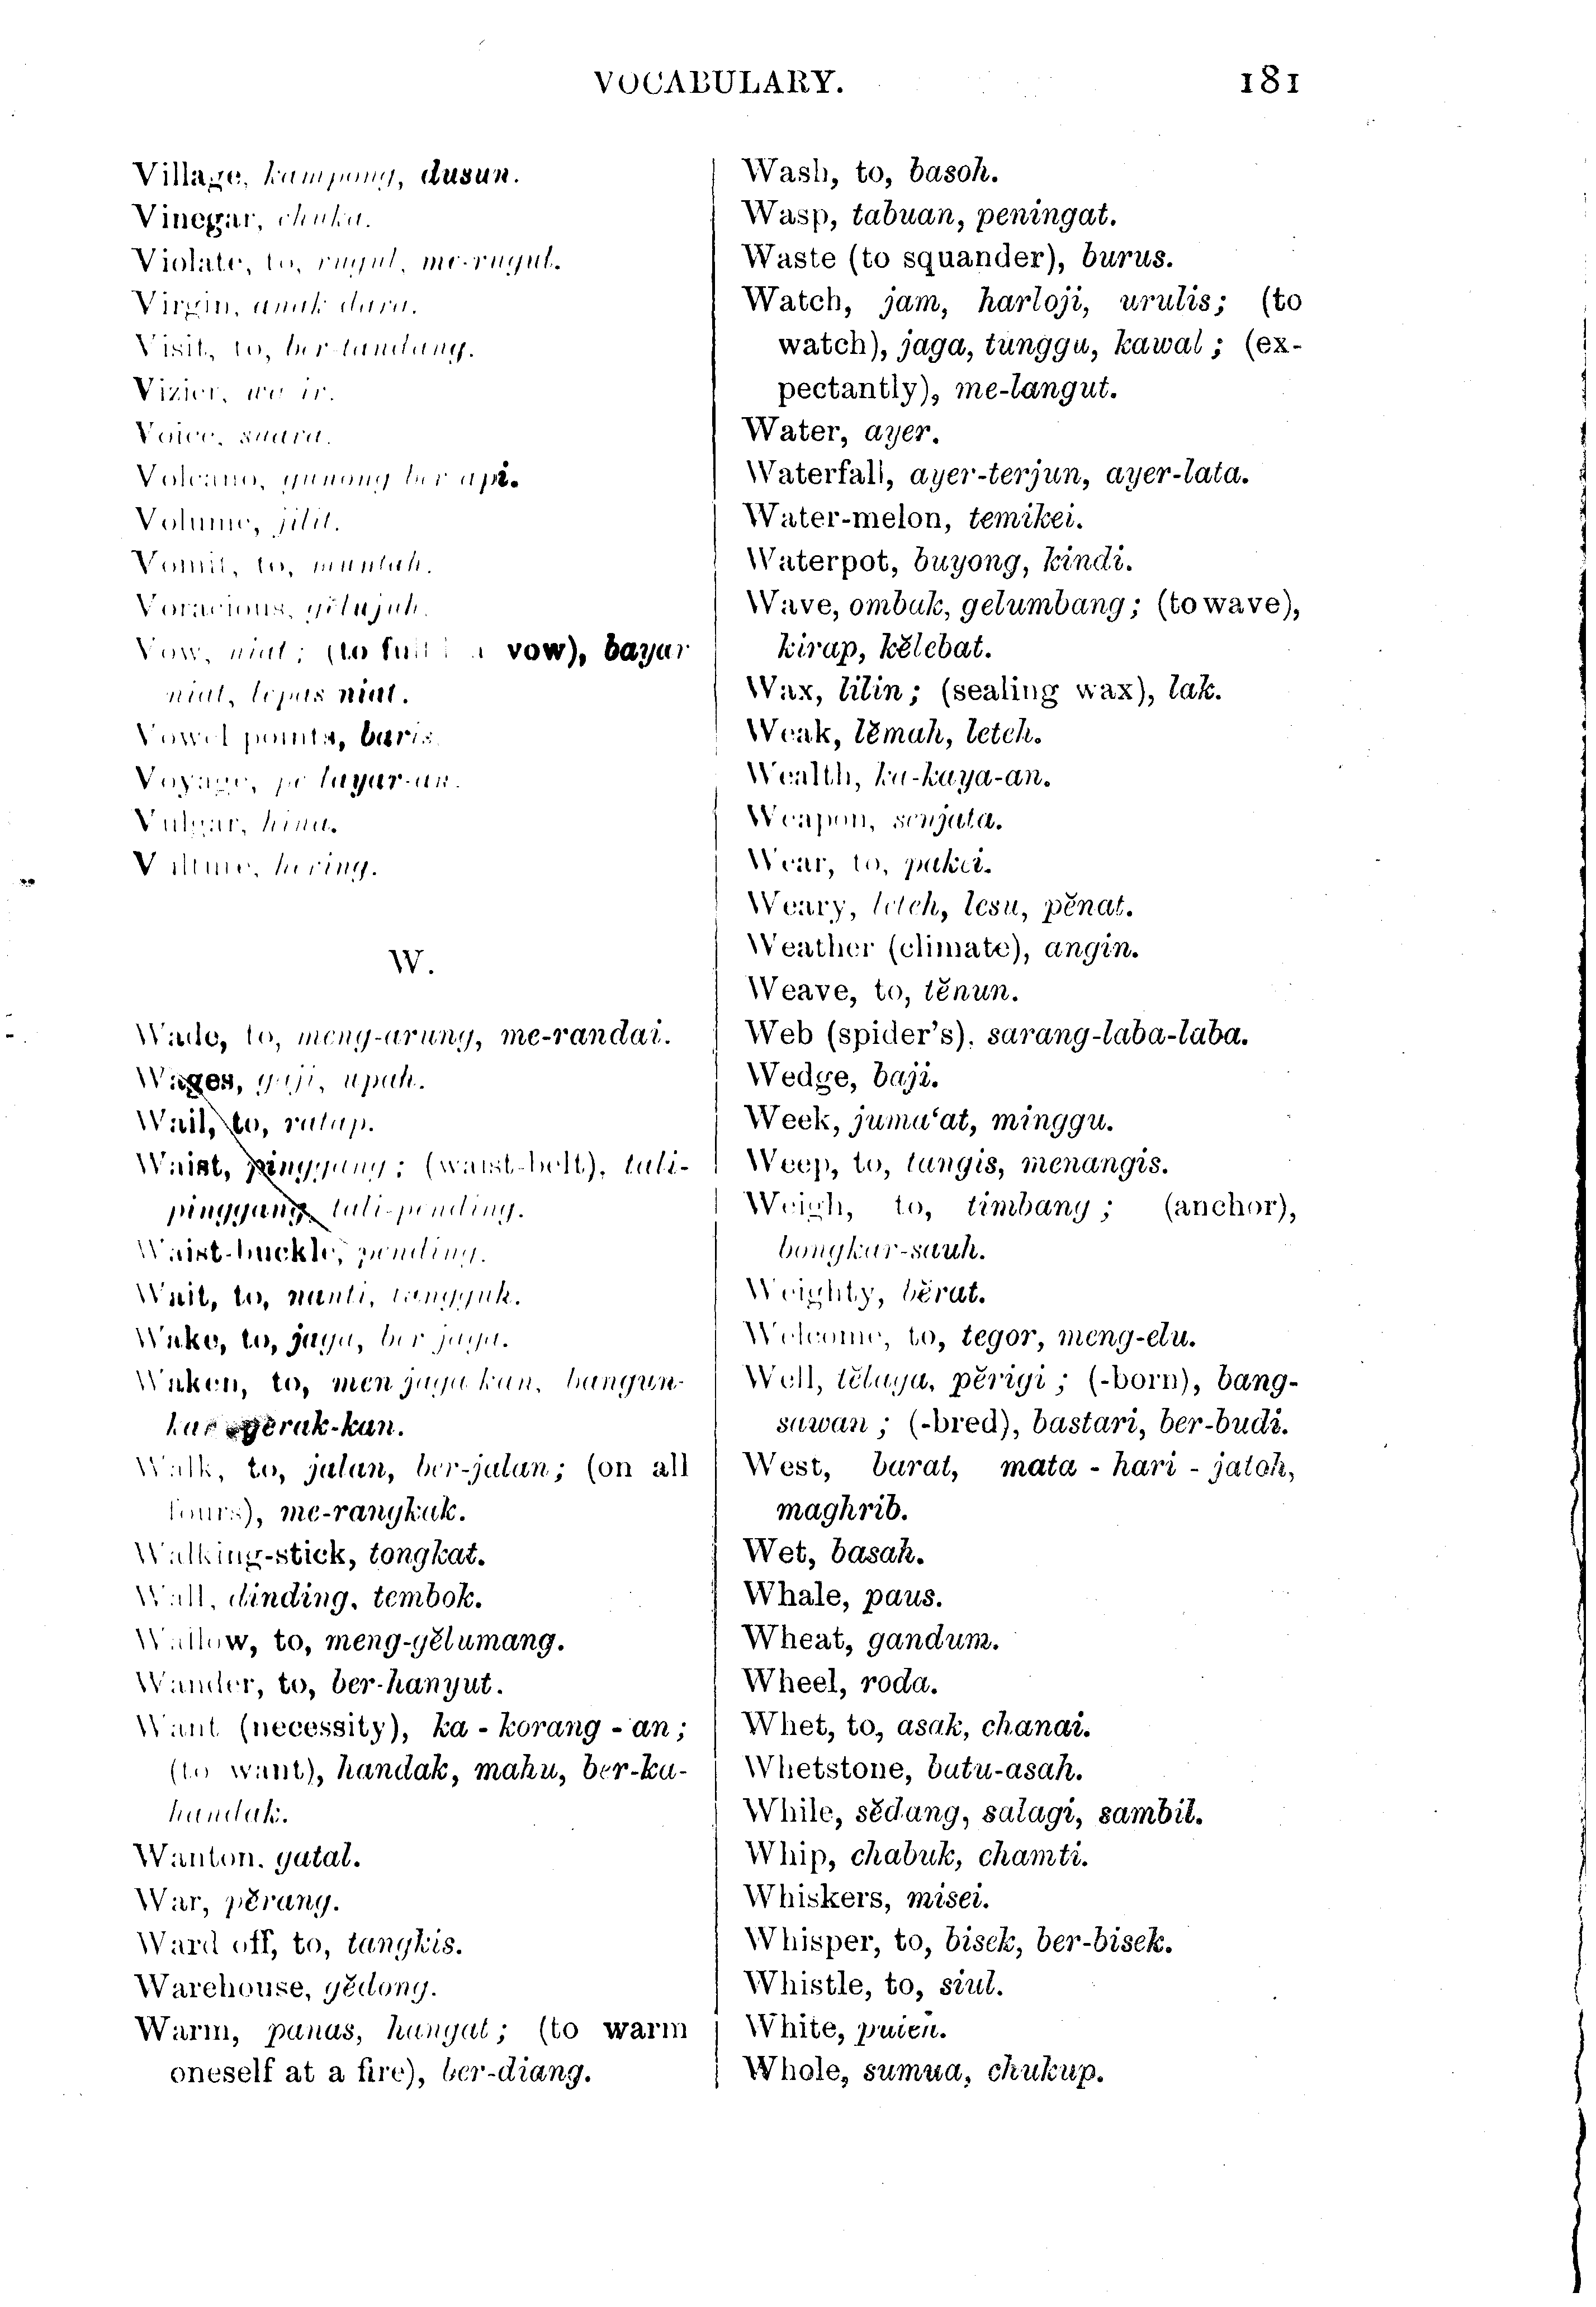 VOCABULARY. 181
Village, kampong, dusun.
Vinegar, chuka.
Violate, to, rugul, me-rugul.
Virgin, anak dara.
Visit, to, ber-tandang.
Vizier, wazir.
Voice, suara.
Volcano, gunong ber-api.
Volume, jilid.
Vomit, to, muntah.
Voracious, gĕlujuh.
Vow, niat; (to fulfil a vow), bayar
niat, lepas niat.
Vowel points, baris.
Voyage, pe-layar-an.
Vulgar, hina.
Vulture, hering.
W.
Wade, to, meng-arung, me-randai.
Wages, gaji, upah.
Wail, to, ratap.
Waist, pinggang; (waist-belt), tali-
pinggang, tali-pending.
Waist-buckle, pending.
Wait, to, nanti, tangguh.
Wake, to, jaga, ber-jaga.
Waken, to, men-jaga-kan, bangun-
kan, gerak-kan.
Walk, to, jalan, ber-jalan; (on all
fours), me-rangkak.
Walking-stick, tongkat.
Wall, dinding, tembok.
Wallow, to, meng-gĕlumang.
Wander, to, ber-hanyut.
Want (necessity), ka-korang-an;
(to want), handak, mahu, ber-ka-
handak.
Wanton, gatal.
War, pĕrang.
Ward off, to, tangkis.
Warehouse, gĕdong.
Warm, panas, hangat; (to warm
oneself at a fire), ber-diang.
Wash, to, basoh.
Wasp, tabuan, peningat.
Waste (to squander), burus.
Watch, jam, harloji, urulis; (to
watch), jaga, tunggu, kawal; (ex-
pectantly), me-langut.
Water, ayer.
Waterfall, ayer-terjun, ayer-lata.
Water-melon, temikei.
Waterpot, buyong, kindi.
Wave, ombak, gelumbang; (to wave),
kirap, kĕlebat.
Wax, lilin; (sealing wax), lak.
Weak, lĕmah, letch.
Wealth, ka-kaya-an.
Weapon, senjata.
Wear, to, pakei.
Weary, letch, lesu, pĕnat.
Weather (climate), angin.
Weave, to, tĕnun.
Web (spider's), sarang-laba-laba.
Wedge, baji.
Week, juma‘at, minggu.
Weep, to, tangis, menangis.
Weigh, to, timbang; (anchor),
bongkar-sauh.
Weighty, bĕrat.
Welcome, to, tegor, meng-elu.
Well, tĕlaga, pĕrigi; (-born), bang-
sawan; (-bred), bastari, ber-budi.
West, barat, mata-hari-jatoh,
maghrib.
Wet, basah.
Whale, paus.
Wheat, gandum.
Wheel, roda.
Whet, to, asak, chanai.
Whetstone, batu-asah.
While, sĕdang, salagi, sambil.
Whip, chabuk, chamti.
Whiskers, misei.
Whisper, to, bisek, ber-bisek.
Whistle, to, siul.
White, putih.
Whole, sumua, chukup.